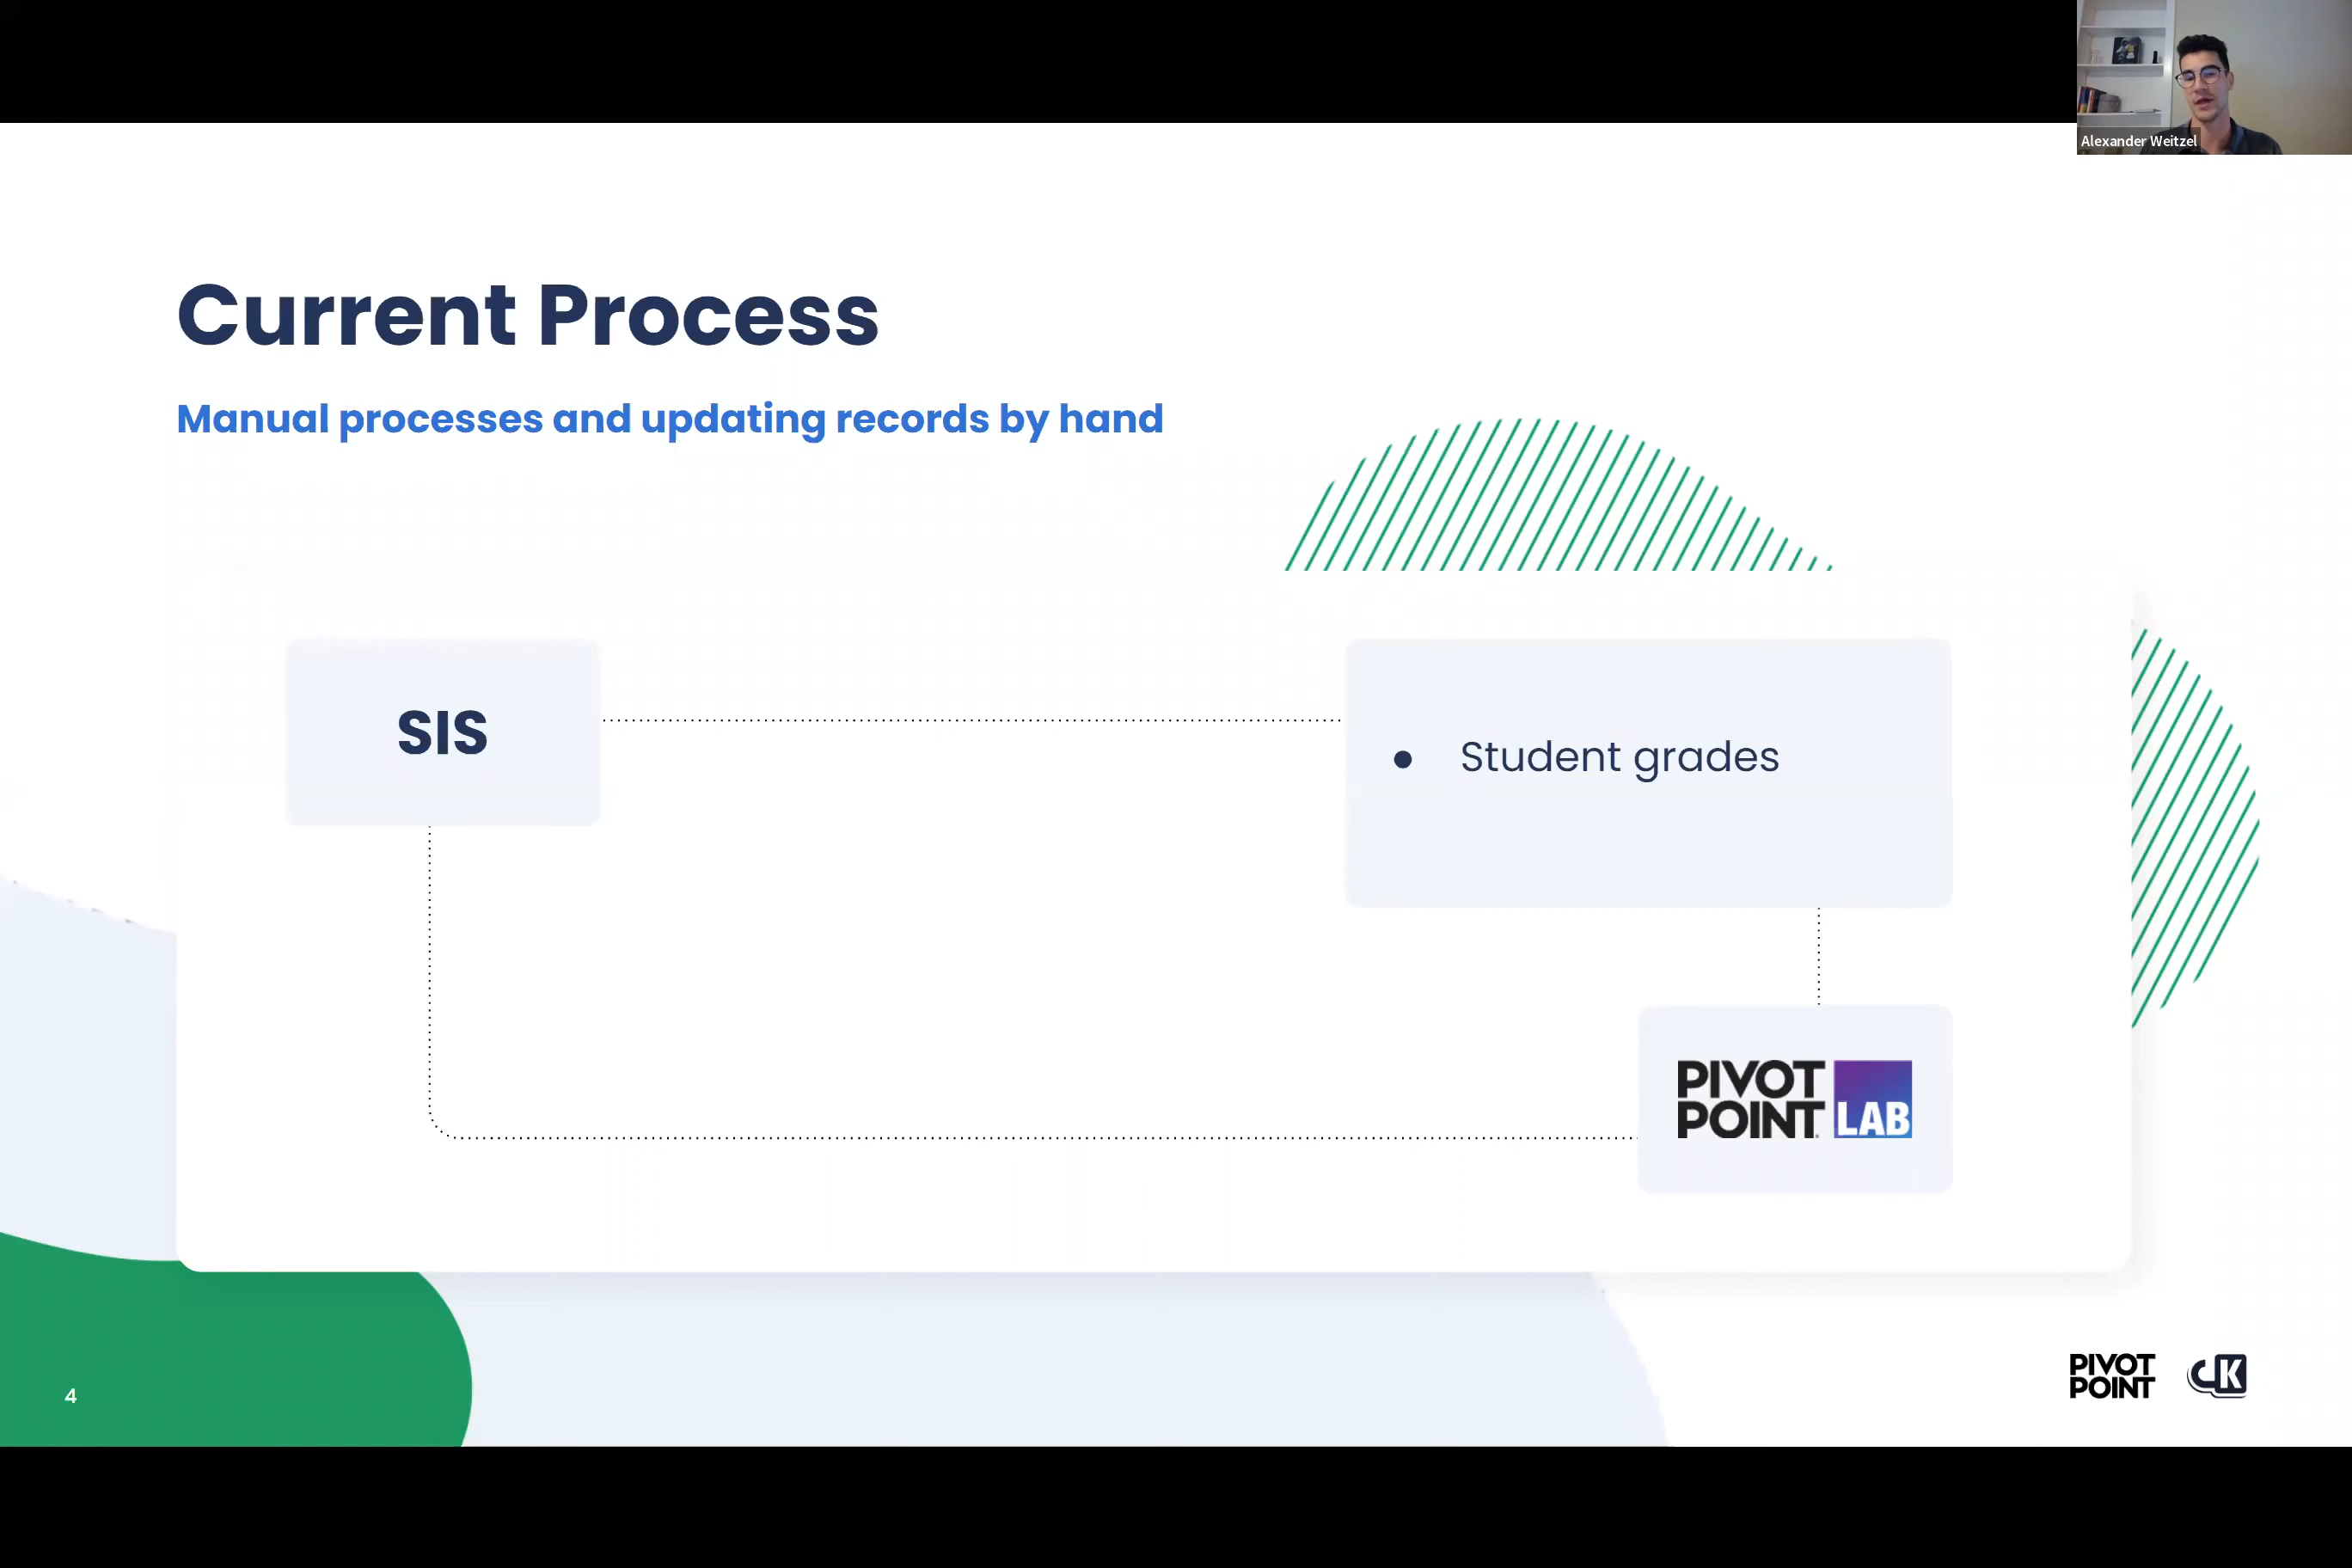 Alexander Weitzel
Current Process
Manual processes and updating records by hand
SIS
● Student grades
PIVOT
POINT
LAB
4
PIVOT
POINT
CK